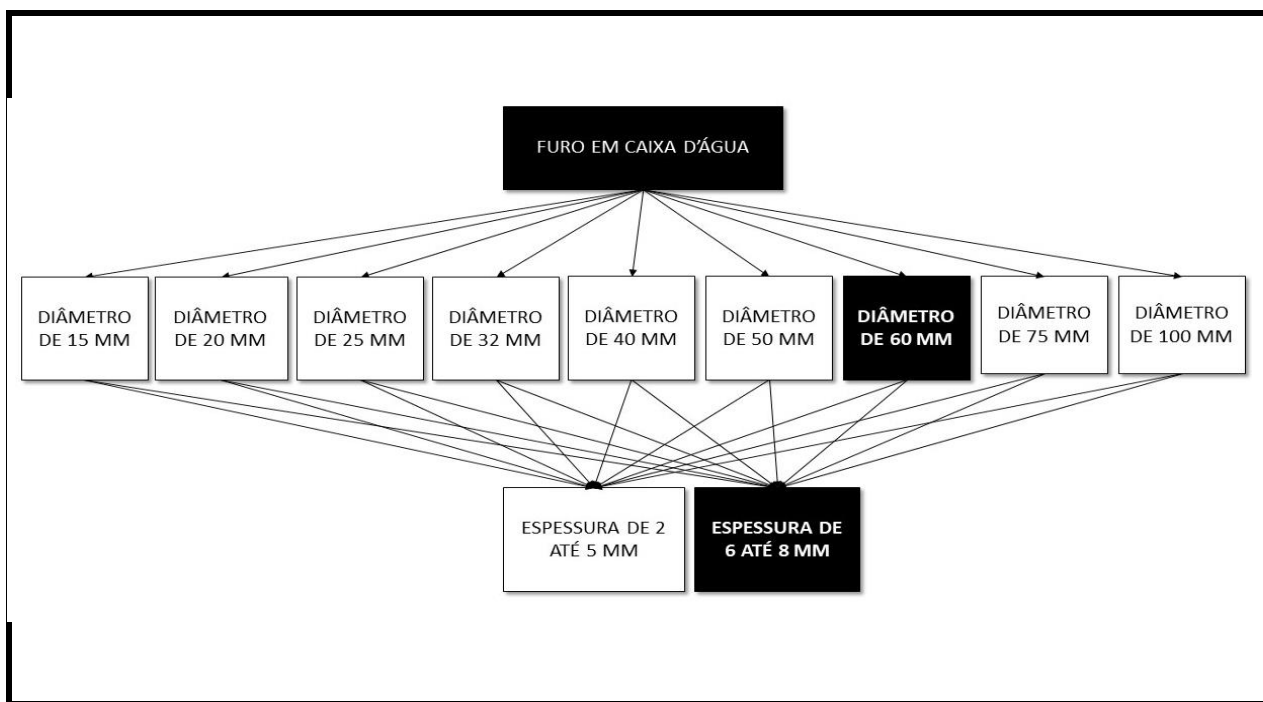 FURO EM CAIXA D’ÁGUA
DIÂMETRO
DE 15 MM
DIÂMETRO
DE 20 MM
DIÂMETRO
DE 25 MM
DIÂMETRO
DE 32 MM
DIÂMETRO
DE 40 MM
DIÂMETRO
DE 50 MM
DIÂMETRO
DE 60 MM
DIÂMETRO
DE 75 MM
DIÂMETRO
DE 100 MM
ESPESSURA DE 2
ATÉ 5 MM
ESPESSURA DE
6 ATÉ 8 MM